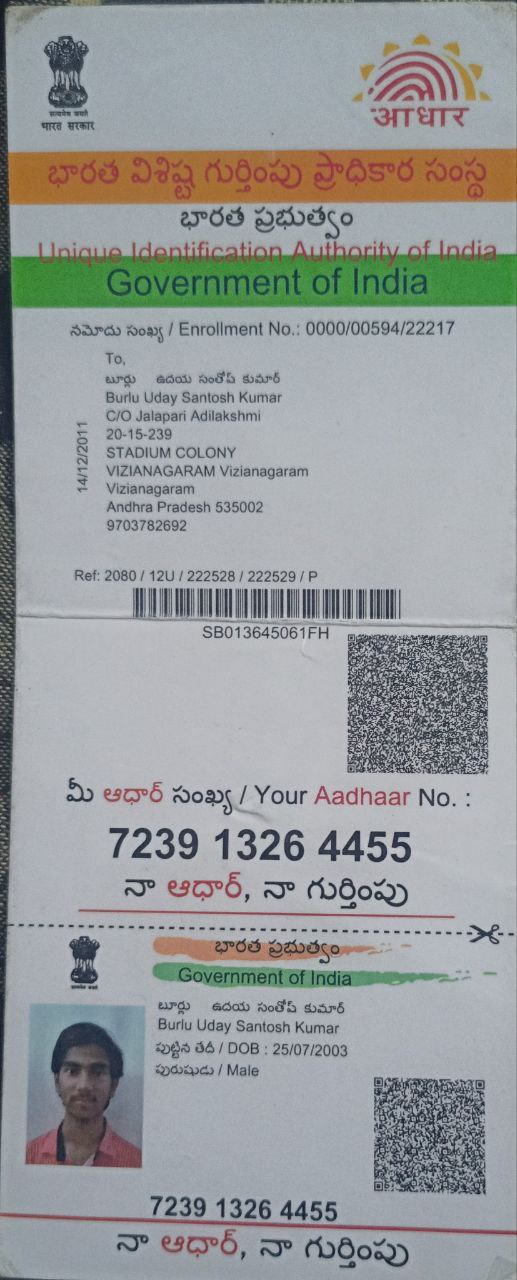 सत्यमेव जयते
भारत सरकार
आधार
భారత విశిష్ట గుర్తింపు ప్రాధికార సంస్థ
భారత ప్రభుత్వం
Unique Identification Authority of India
Government of India
నమోదు సంఖ్య / Enrollment No.: 0000/00594/22217
14/12/2011
To,
బూర్లు ఉదయ సంతోష్ కుమార్
Burlu Uday Santosh Kumar
C/O Jalapari Adilakshmi
20-15-239
STADIUM COLONY
VIZIANAGARAM Vizianagaram
Vizianagaram
Andhra Pradesh 535002
9703782692
Ref: 2080 / 12U / 222528 / 222529 / P
SB013645061FH
మీ ఆధార్ సంఖ్య / Your Aadhaar No. :
7239 1326 4455
నా ఆధార్, నా గుర్తింపు
భారత ప్రభుత్వం
Government of India
బూర్లు ఉదయ సంతోష్ కుమార్
Burlu Uday Santosh Kumar
పుట్టిన తేదీ / DOB : 25/07/2003
పురుషుడు / Male
7239 1326 4455
నా ఆధార్, నా గుర్తింపు